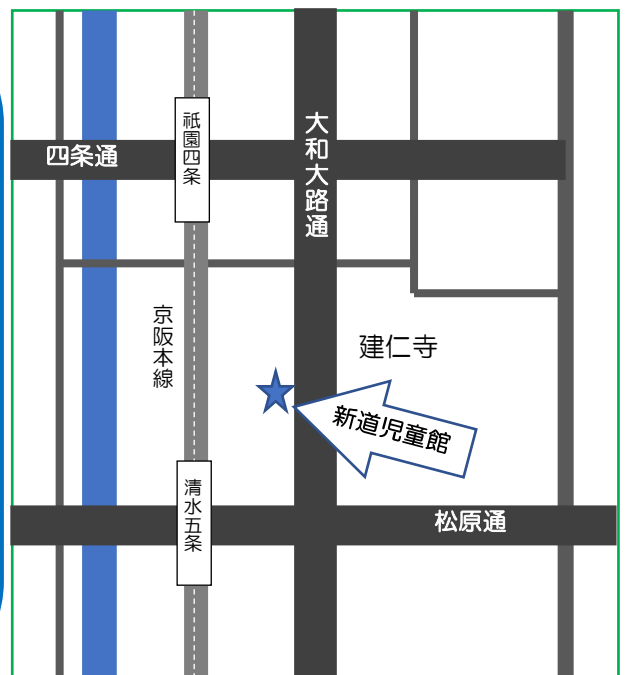 祇園四条
大和大路通
四条通
京阪本線
建仁寺
新道児童館
清水五条
松原通